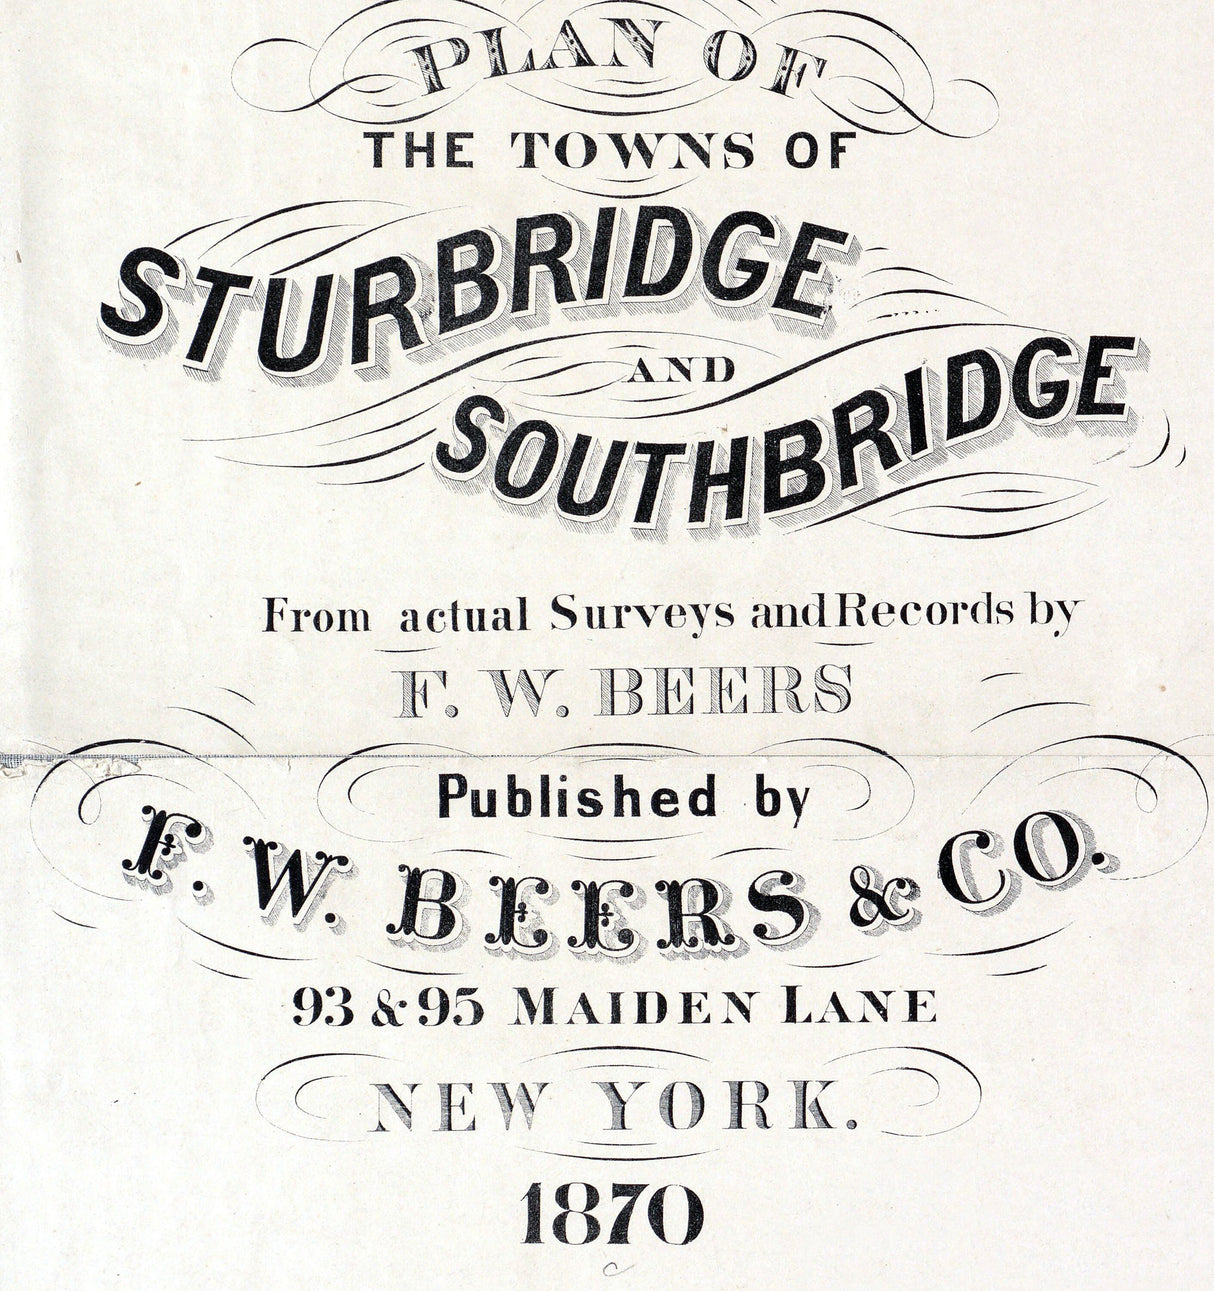 PLAN OF
THE TOWNS OF
STURBRIDGE
AND
SOUTHBRIDGE
From actual Surveys and Records by
F. W. BEERS
Published by
F. W. BEERS & CO.
93 & 95 MAIDEN LANE
NEW YORK.
1870